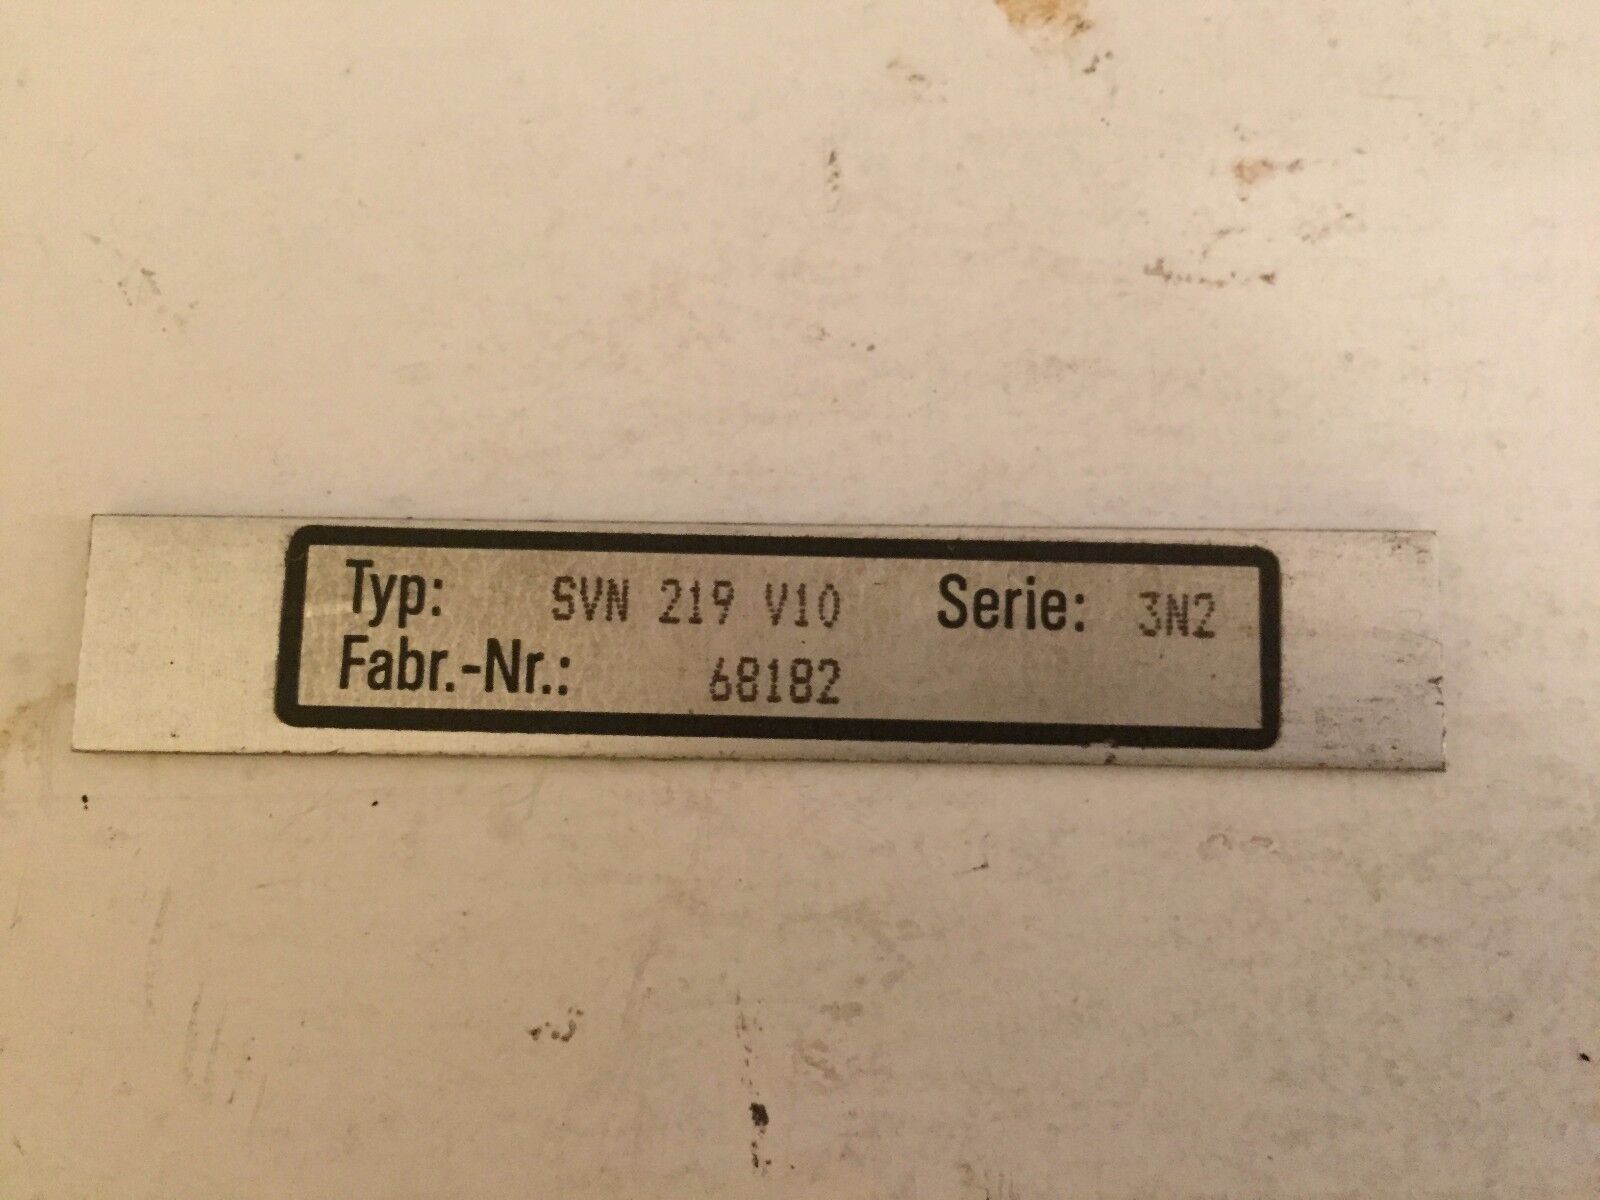 Typ: SVN 219 V10 Serie: 3N2
Fabr.-Nr.: 68182